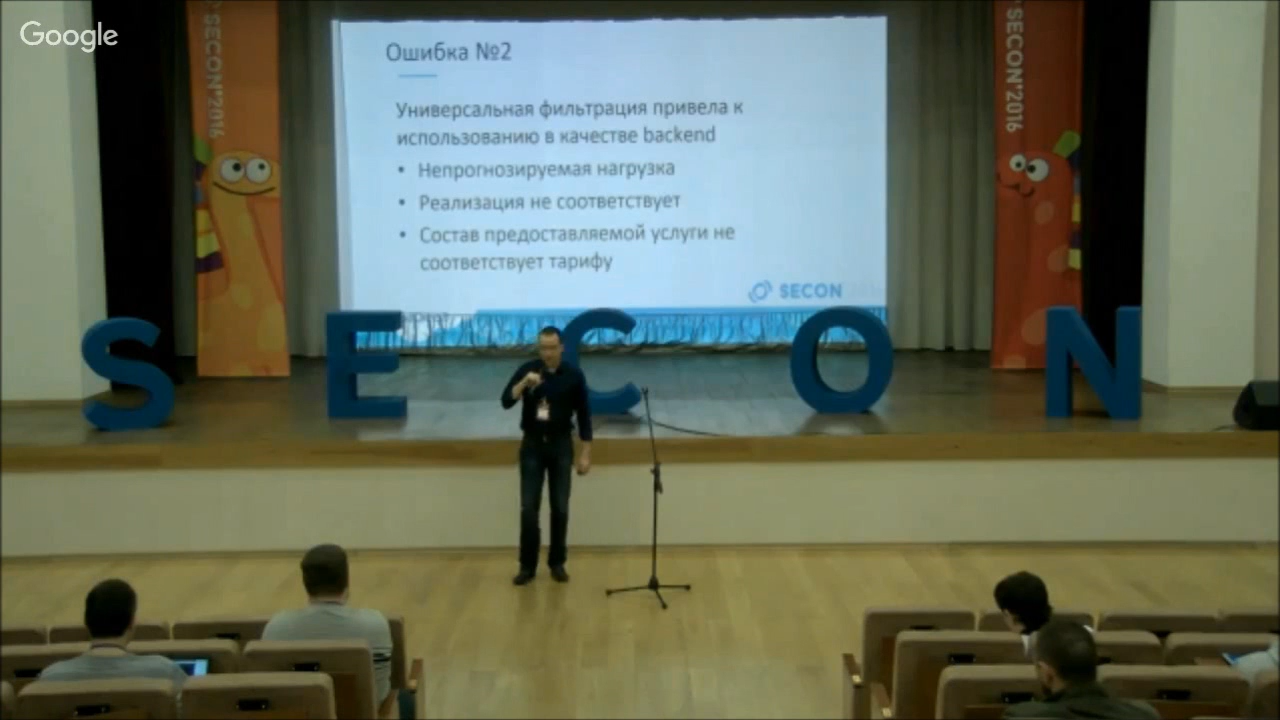 Google
SECON'2016
SECON'2016
Ошибка №2
Универсальная фильтрация привела к
использованию в качестве backend
• Непрогнозируемая нагрузка
• Реализация не соответствует
• Состав предоставляемой услуги не
соответствует тарифу
SECON
SECON